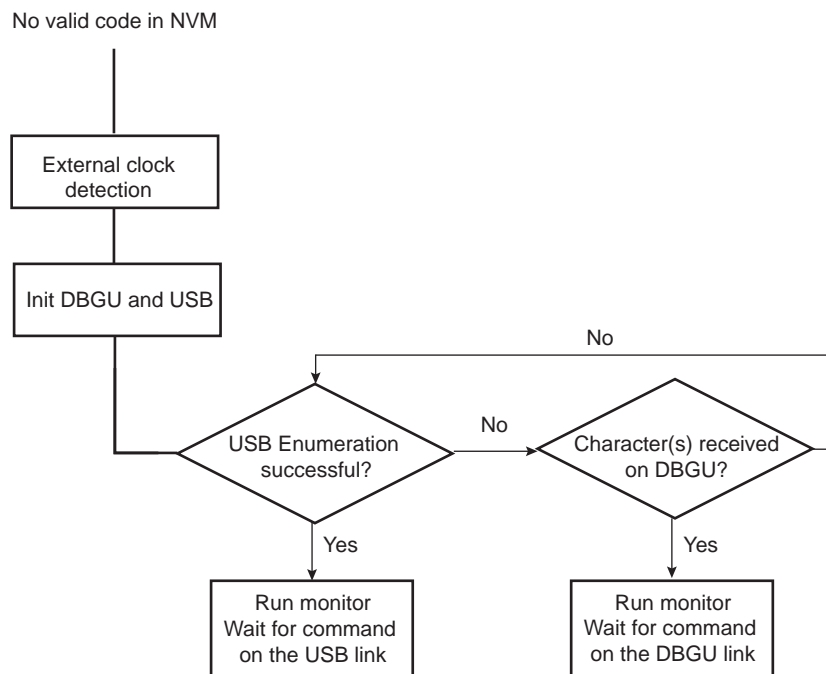 No valid code in NVM
External clock
detection
Init DBGU and USB
No
USB Enumeration
successful?
No
Character(s) received
on DBGU?
Yes
Yes
Run monitor
Wait for command
on the USB link
Run monitor
Wait for command
on the DBGU link